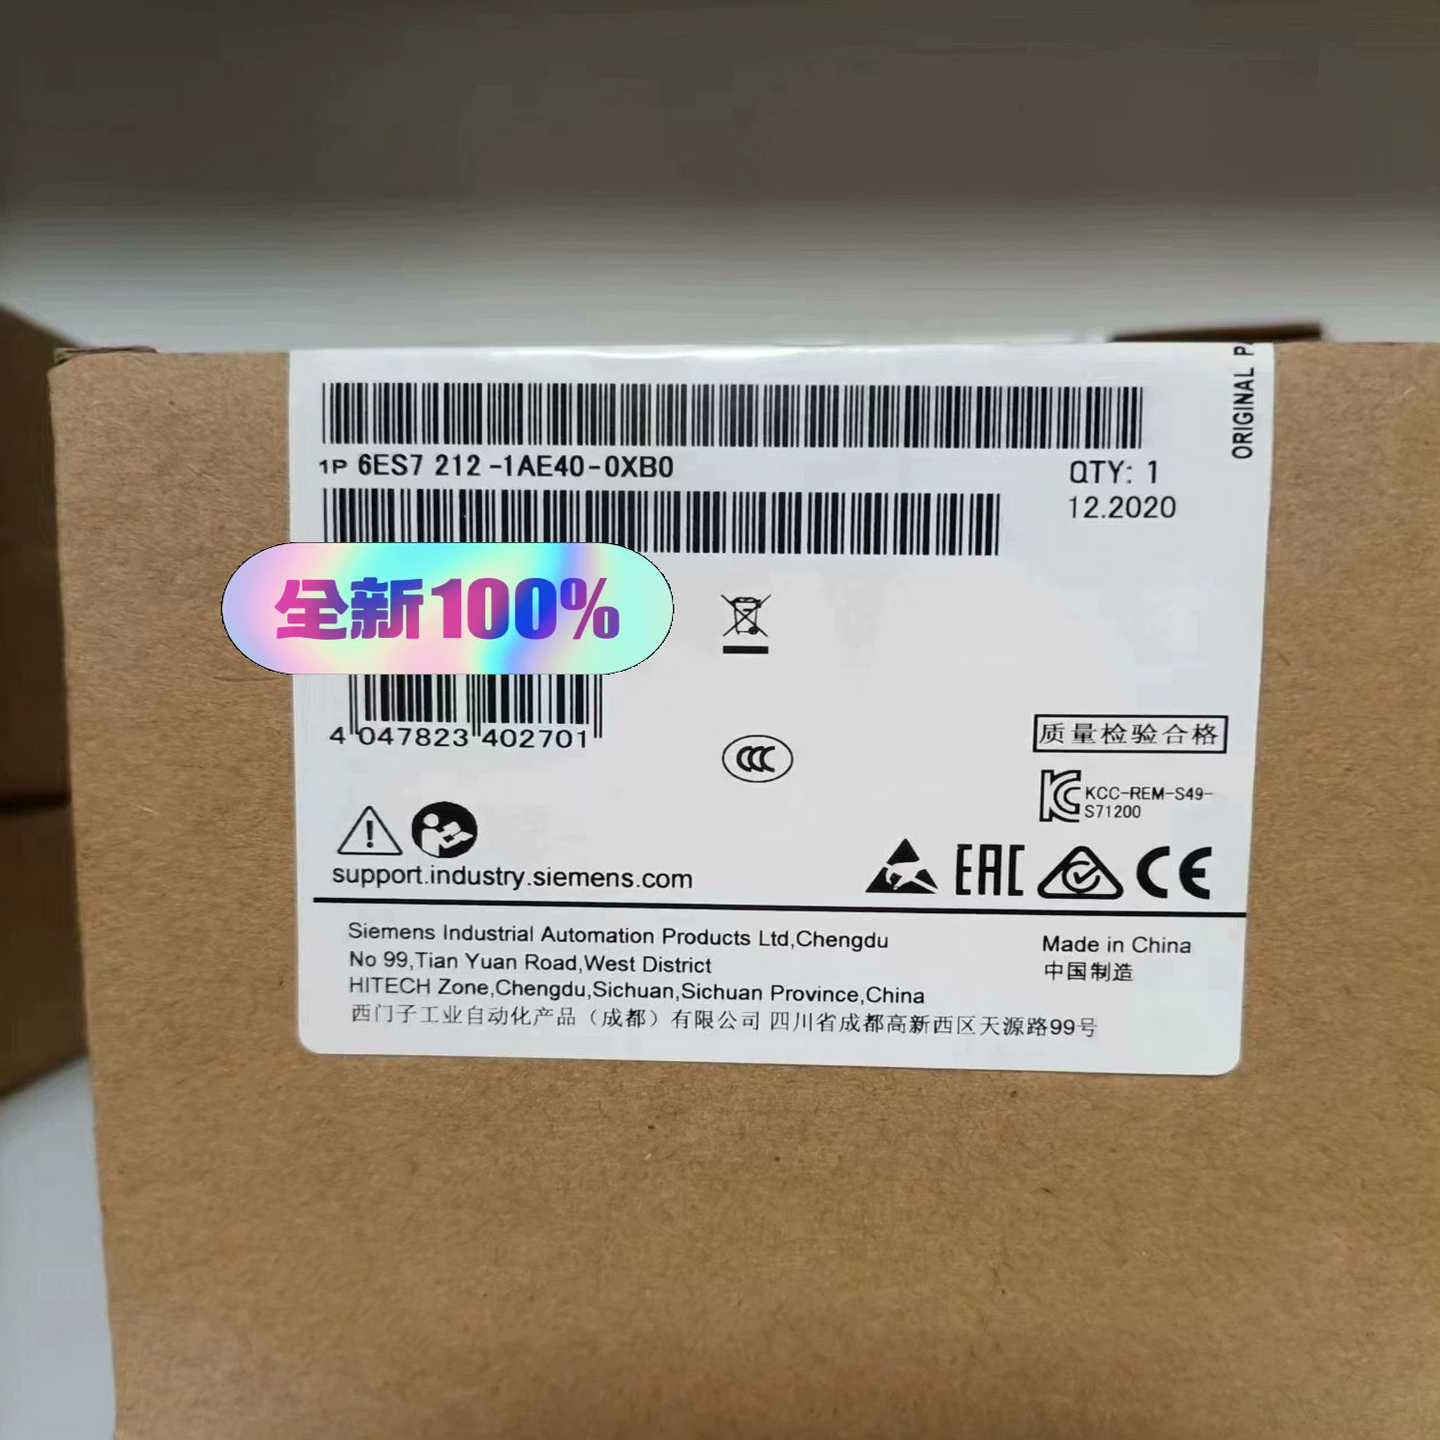 ORIGINAL
1P 6ES7 212-1AE40-0XB0
QTY: 1
12.2020
全新100%
4 047823 402701
质量检验合格
KCC-REM-S49-
S71200
support.industry.siemens.com
EAC
CE
Siemens Industrial Automation Products Ltd,Chengdu
No 99,Tian Yuan Road,West District
HITECH Zone,Chengdu,Sichuan,Sichuan Province,China
西门子工业自动化产品（成都）有限公司 四川省成都高新西区天源路99号
Made in China
中国制造